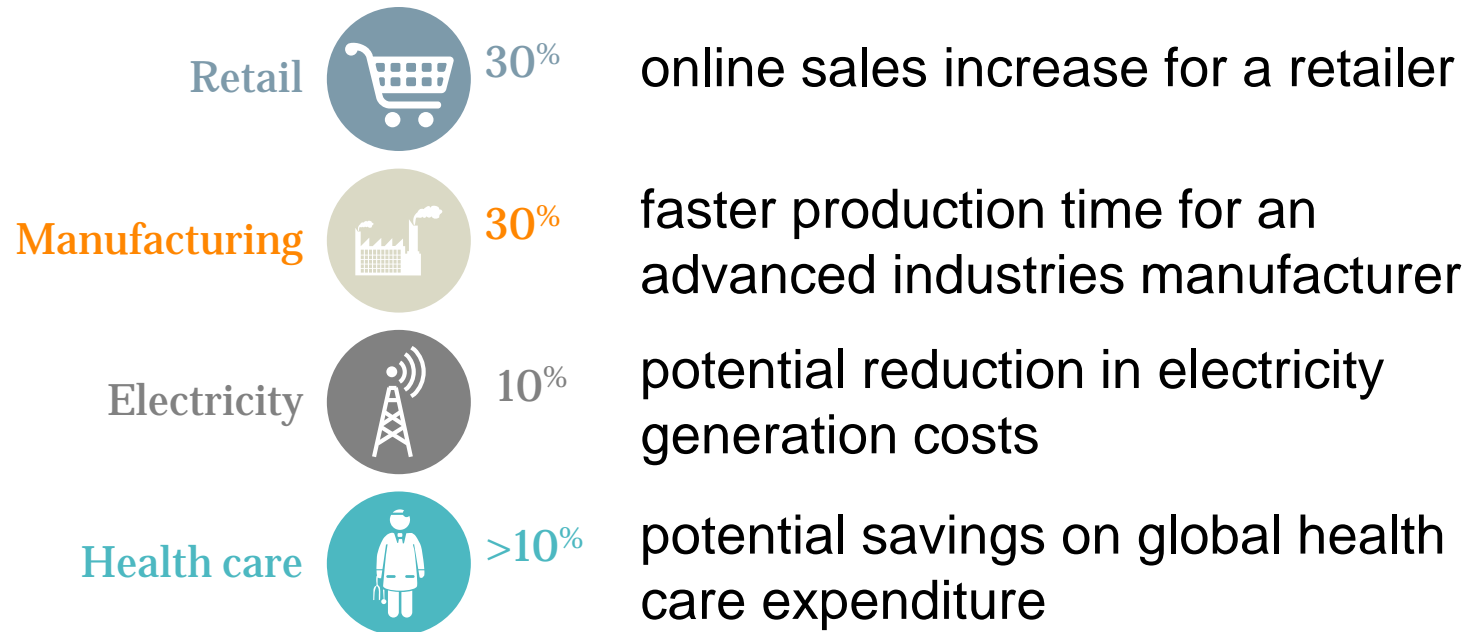 Retail 30% online sales increase for a retailer
Manufacturing 30% faster production time for an
advanced industries manufacturer
Electricity 10% potential reduction in electricity
generation costs
Health care >10% potential savings on global health
care expenditure